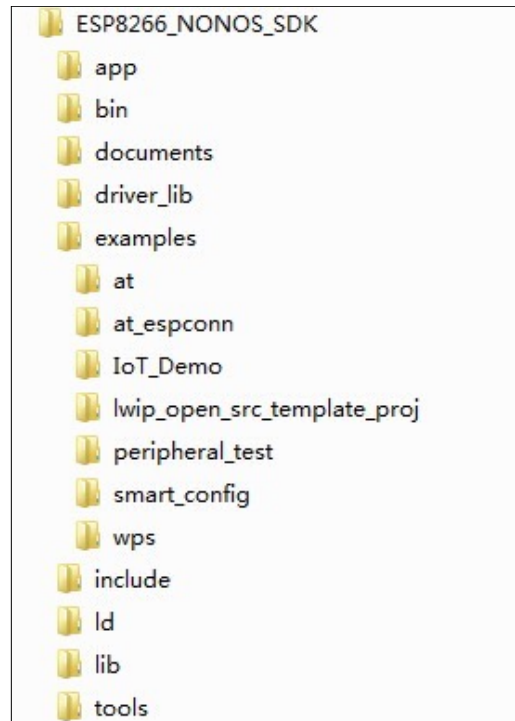 ESP8266_NONOS_SDK
app
bin
documents
driver_lib
examples
at
at_espconn
IoT_Demo
lwip_open_src_template_proj
peripheral_test
smart_config
wps
include
ld
lib
tools